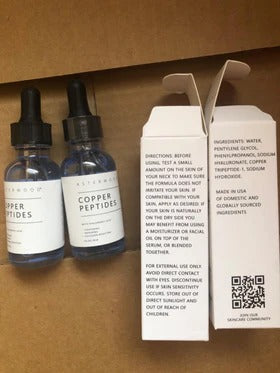 ASTERWOOD
COPPER
PEPTIDES
ASTERWOOD
COPPER
PEPTIDES
DIRECTIONS: BEFORE
USING, TEST A SMALL
AMOUNT ON THE SKIN OF
YOUR NECK TO MAKE SURE
THE FORMULA DOES NOT
IRRITATE YOUR SKIN. IF
COMPATIBLE WITH YOUR
SKIN, APPLY AS DESIRED. IF
YOUR SKIN IS NATURALLY
ON THE DRY SIDE YOU
MAY BENEFIT FROM USING
A MOISTURIZER OR FACIAL
OIL ON TOP OF THE
SERUM, OR BLENDED
TOGETHER.
FOR EXTERNAL USE ONLY.
AVOID DIRECT CONTACT
WITH EYES. DISCONTINUE
USE IF SKIN SENSITIVITY
OCCURS. STORE OUT OF
DIRECT SUNLIGHT AND
OUT OF REACH OF
CHILDREN.
INGREDIENTS: WATER,
PENTYLENE GLYCOL,
PHENYLPROPANOL, SODIUM
HYALURONATE, COPPER
TRIPEPTIDE-1, SODIUM
HYDROXIDE.
MADE IN USA
OF DOMESTIC AND
GLOBALLY SOURCED
INGREDIENTS
JOIN OUR
SKINCARE COMMUNITY